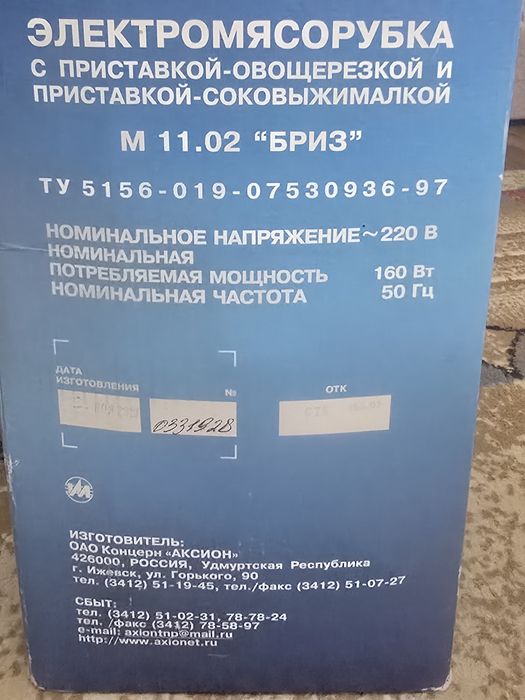 ЭЛЕКТРОМЯСОРУБКА
С ПРИСТАВКОЙ-ОВОЩЕРЕЗКОЙ И
ПРИСТАВКОЙ-СОКОВЫЖИМАЛКОЙ
М 11.02 “БРИЗ”
ТУ 5156-019-07530936-97
НОМИНАЛЬНОЕ НАПРЯЖЕНИЕ ~220 В
НОМИНАЛЬНАЯ
ПОТРЕБЛЯЕМАЯ МОЩНОСТЬ 160 Вт
НОМИНАЛЬНАЯ ЧАСТОТА 50 Гц
ДАТА
ИЗГОТОВЛЕНИЯ № ОТК
0331928
ИЗГОТОВИТЕЛЬ:
ОАО Концерн «АКСИОН»
426000, РОССИЯ, Удмуртская Республика
г. Ижевск, ул. Горького, 90
тел. (3412) 51-19-45, тел./факс (3412) 51-07-27
СБЫТ:
тел. (3412) 51-02-31, 78-78-24
тел. /факс (3412) 78-58-97
e-mail: axiontnp@mail.ru
http://www.axionet.ru